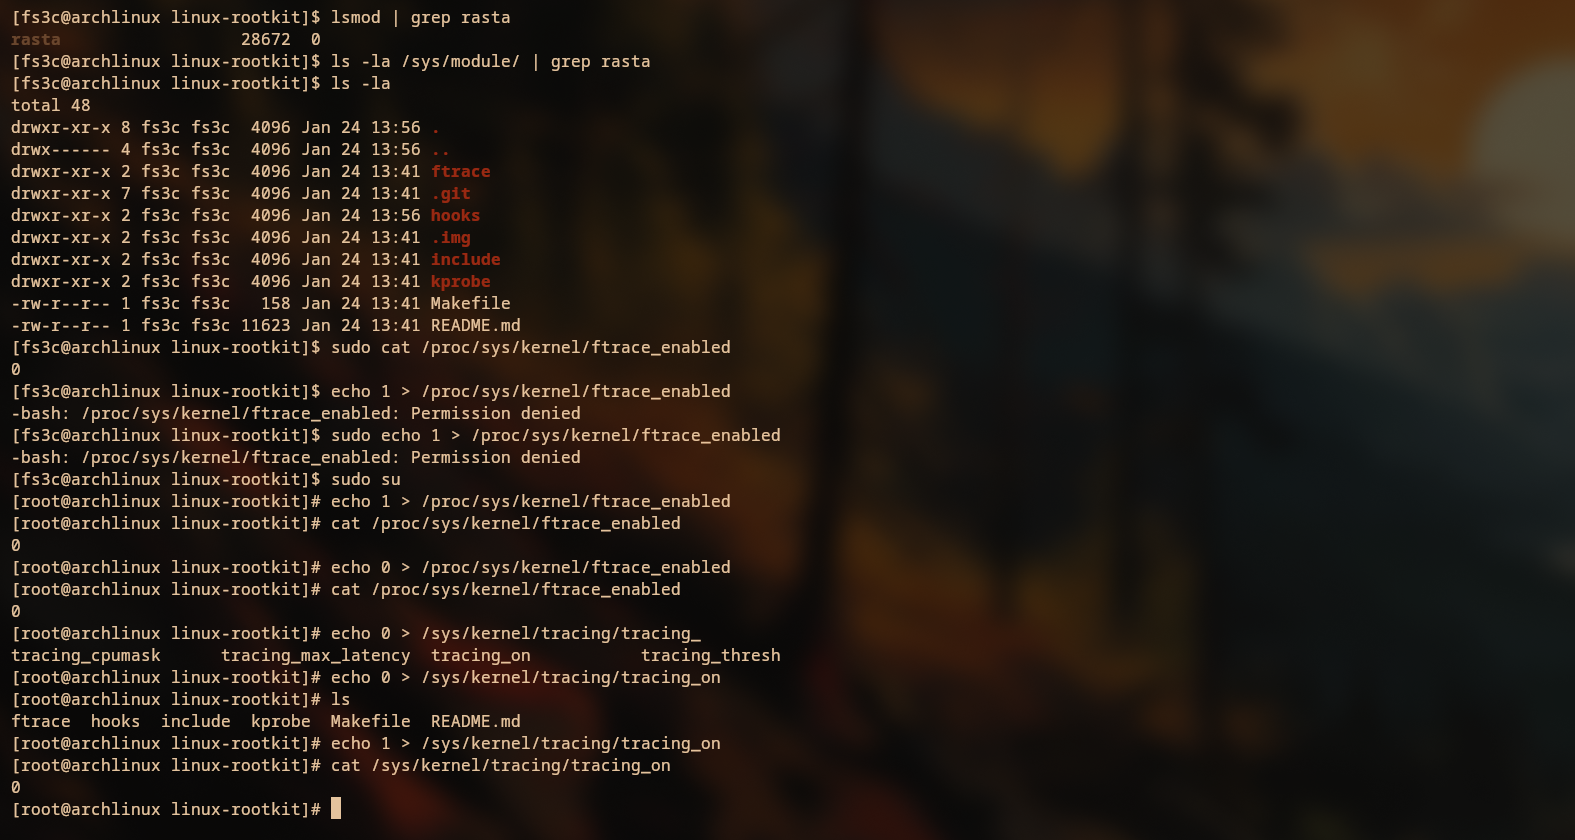 [fs3c@archlinux linux-rootkit]$ lsmod | grep rasta
rasta                  28672  0
[fs3c@archlinux linux-rootkit]$ ls -la /sys/module/ | grep rasta
[fs3c@archlinux linux-rootkit]$ ls -la
total 48
drwxr-xr-x 8 fs3c fs3c  4096 Jan 24 13:56 .
drwx------ 4 fs3c fs3c  4096 Jan 24 13:56 ..
drwxr-xr-x 2 fs3c fs3c  4096 Jan 24 13:41 ftrace
drwxr-xr-x 7 fs3c fs3c  4096 Jan 24 13:41 .git
drwxr-xr-x 2 fs3c fs3c  4096 Jan 24 13:56 hooks
drwxr-xr-x 2 fs3c fs3c  4096 Jan 24 13:41 .img
drwxr-xr-x 2 fs3c fs3c  4096 Jan 24 13:41 include
drwxr-xr-x 2 fs3c fs3c  4096 Jan 24 13:41 kprobe
-rw-r--r-- 1 fs3c fs3c   158 Jan 24 13:41 Makefile
-rw-r--r-- 1 fs3c fs3c 11623 Jan 24 13:41 README.md
[fs3c@archlinux linux-rootkit]$ sudo cat /proc/sys/kernel/ftrace_enabled
0
[fs3c@archlinux linux-rootkit]$ echo 1 > /proc/sys/kernel/ftrace_enabled
-bash: /proc/sys/kernel/ftrace_enabled: Permission denied
[fs3c@archlinux linux-rootkit]$ sudo echo 1 > /proc/sys/kernel/ftrace_enabled
-bash: /proc/sys/kernel/ftrace_enabled: Permission denied
[fs3c@archlinux linux-rootkit]$ sudo su
[root@archlinux linux-rootkit]# echo 1 > /proc/sys/kernel/ftrace_enabled
[root@archlinux linux-rootkit]# cat /proc/sys/kernel/ftrace_enabled
0
[root@archlinux linux-rootkit]# echo 0 > /proc/sys/kernel/ftrace_enabled
[root@archlinux linux-rootkit]# cat /proc/sys/kernel/ftrace_enabled
0
[root@archlinux linux-rootkit]# echo 0 > /sys/kernel/tracing/tracing_
tracing_cpumask      tracing_max_latency  tracing_on           tracing_thresh
[root@archlinux linux-rootkit]# echo 0 > /sys/kernel/tracing/tracing_on
[root@archlinux linux-rootkit]# ls
ftrace  hooks  include  kprobe  Makefile  README.md
[root@archlinux linux-rootkit]# echo 1 > /sys/kernel/tracing/tracing_on
[root@archlinux linux-rootkit]# cat /sys/kernel/tracing/tracing_on
0
[root@archlinux linux-rootkit]#